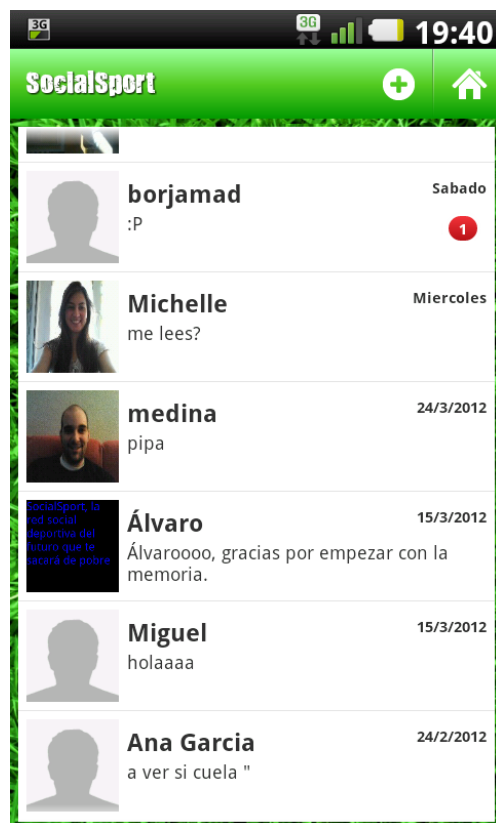 3G
3G
19:40
SocialSport
borjamad
Sabado
:P
1
Michelle
Miercoles
me lees?
medina
24/3/2012
pipa
SocialSport, la
red social
deportiva del
futuro que te
sacará de pobre
Álvaro
15/3/2012
Álvaroooo, gracias por empezar con la
memoria.
Miguel
15/3/2012
holaaaa
Ana Garcia
24/2/2012
a ver si cuela "